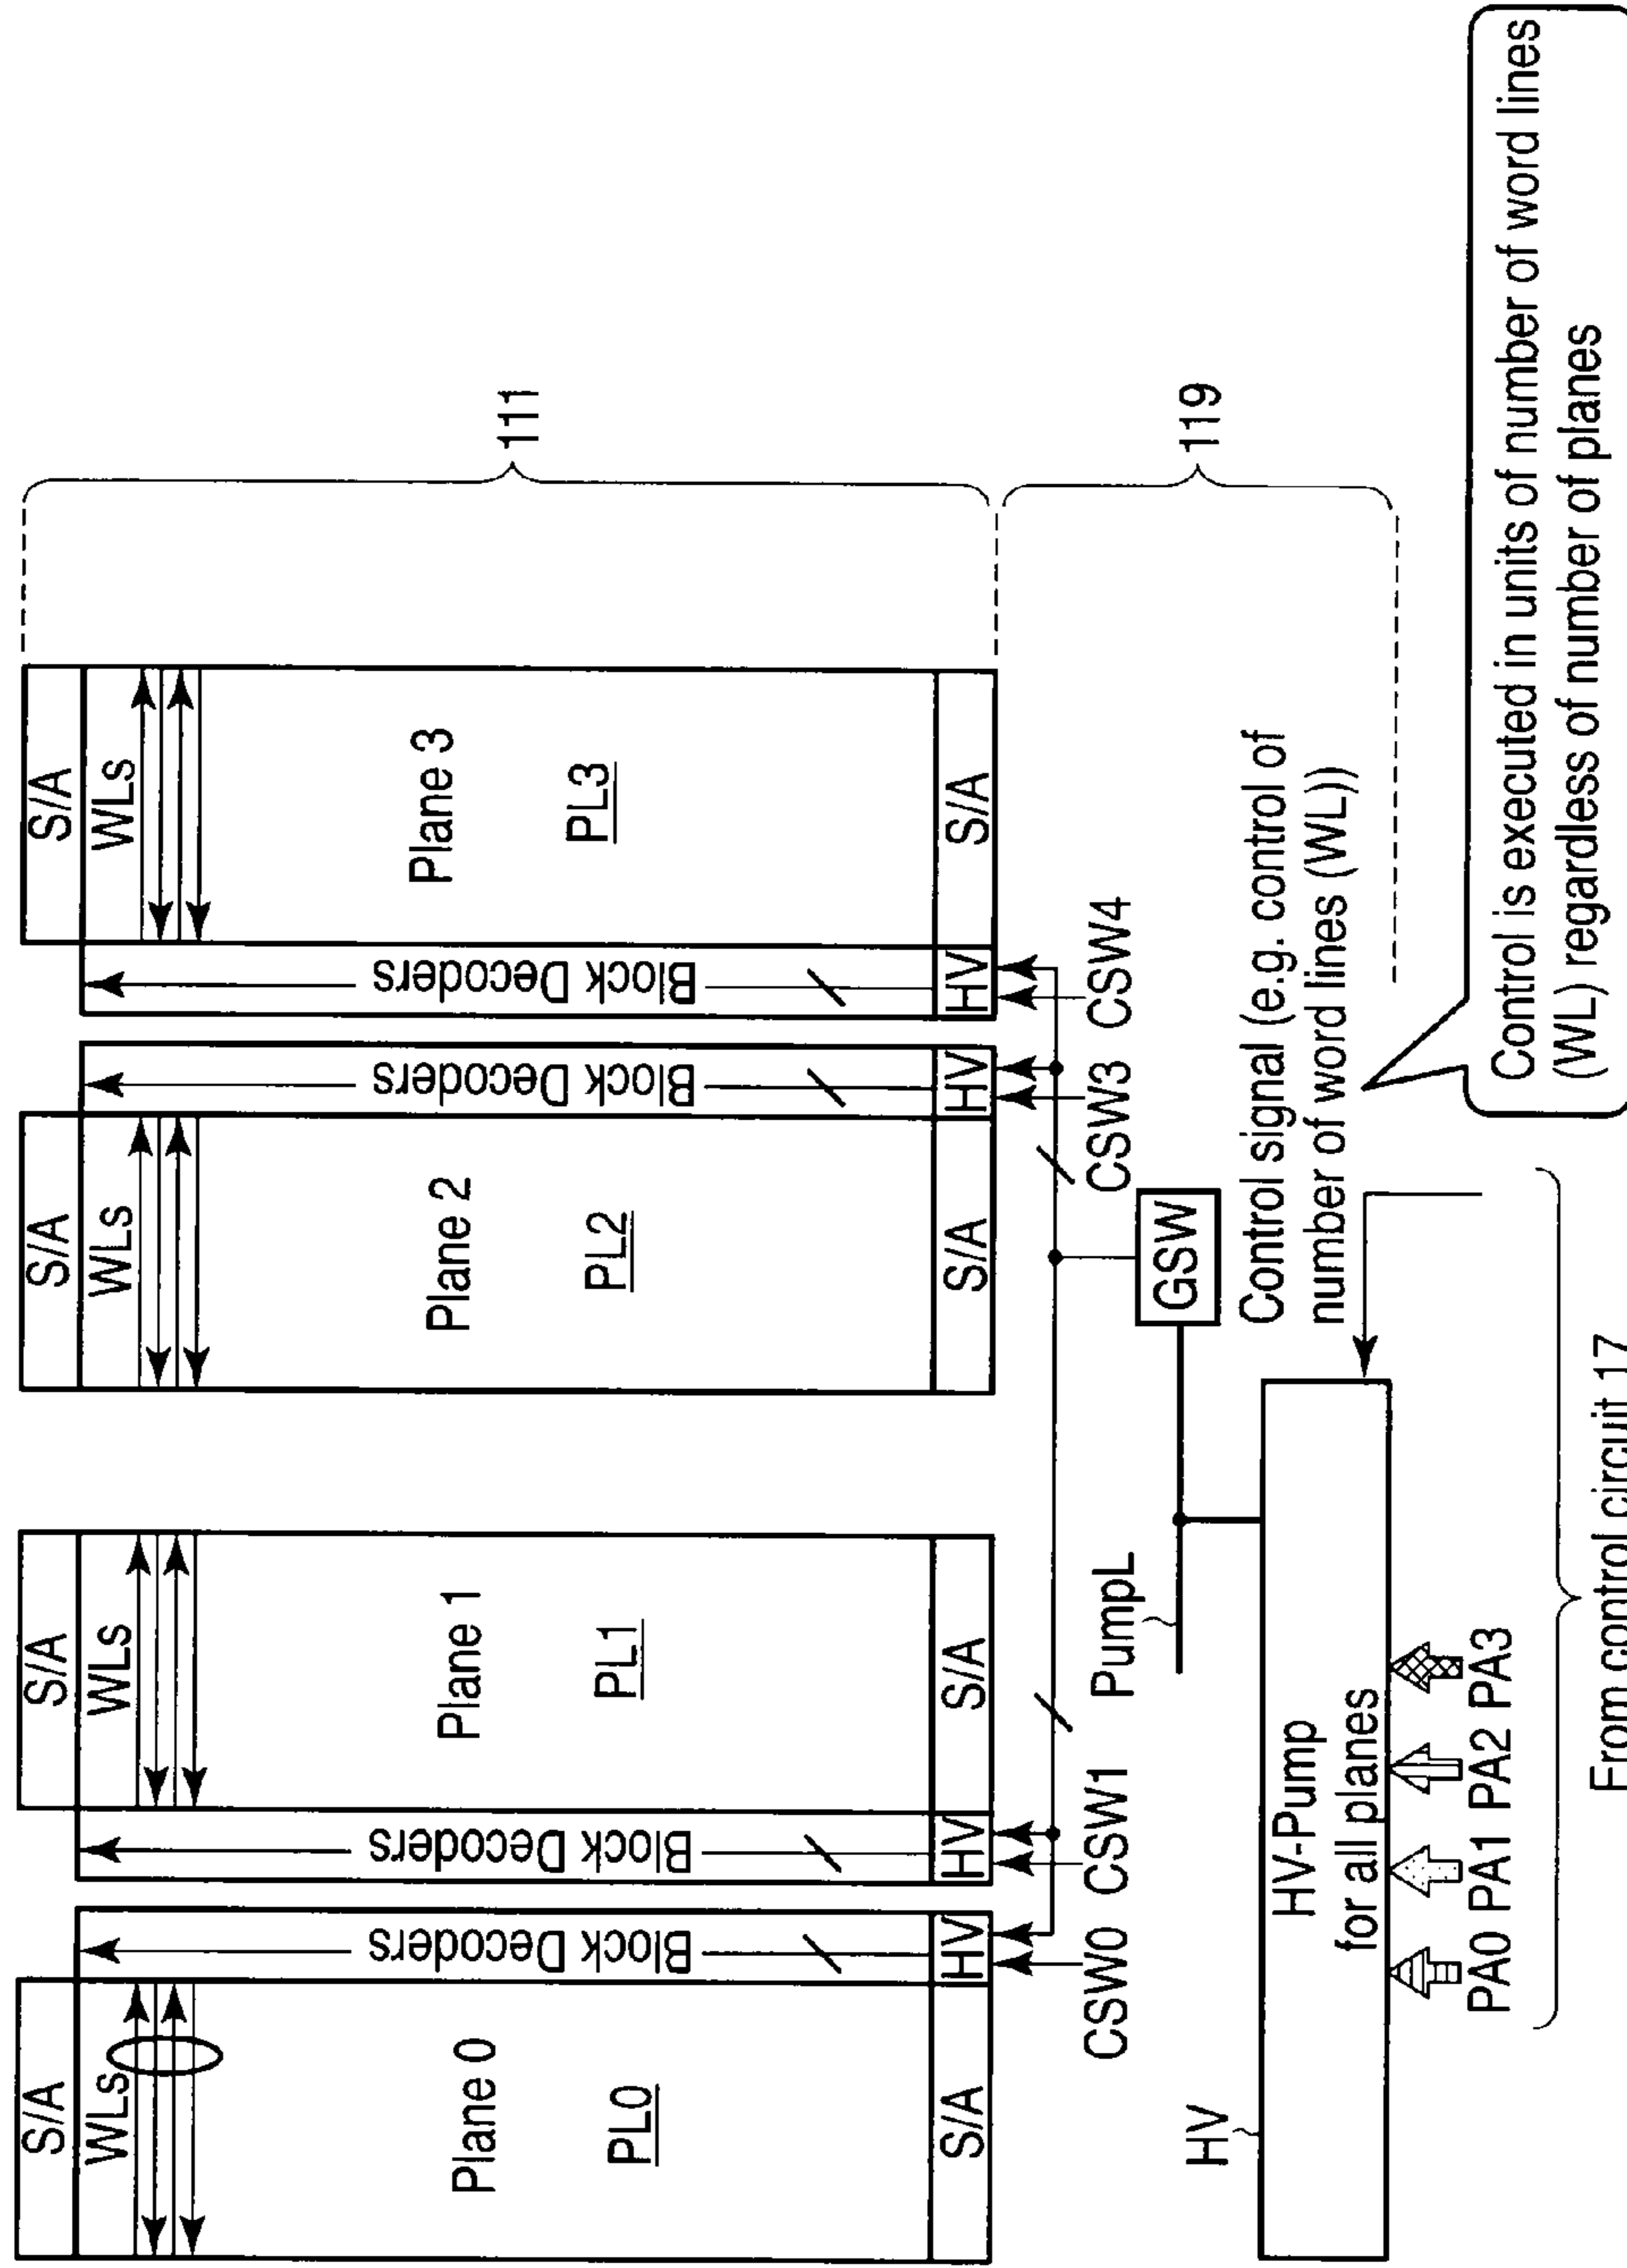 S/A S/A S/A S/A
WLs WLs WLs WLs
Plane 0
PL0
Block Decoders
Block Decoders
Plane 1
PL1
Plane 2
PL2
Block Decoders
Block Decoders
Plane 3
PL3
111
S/A HV HV S/A S/A HV HV S/A
CSW0 CSW1 CSW3 CSW4
PumpL
GSW
119
HV
HV-Pump
for all planes
Control signal (e.g. control of
number of word lines (WL))
PA0 PA1 PA2 PA3
From control circuit 17
Control is executed in units of number of word lines
(WL) regardless of number of planes